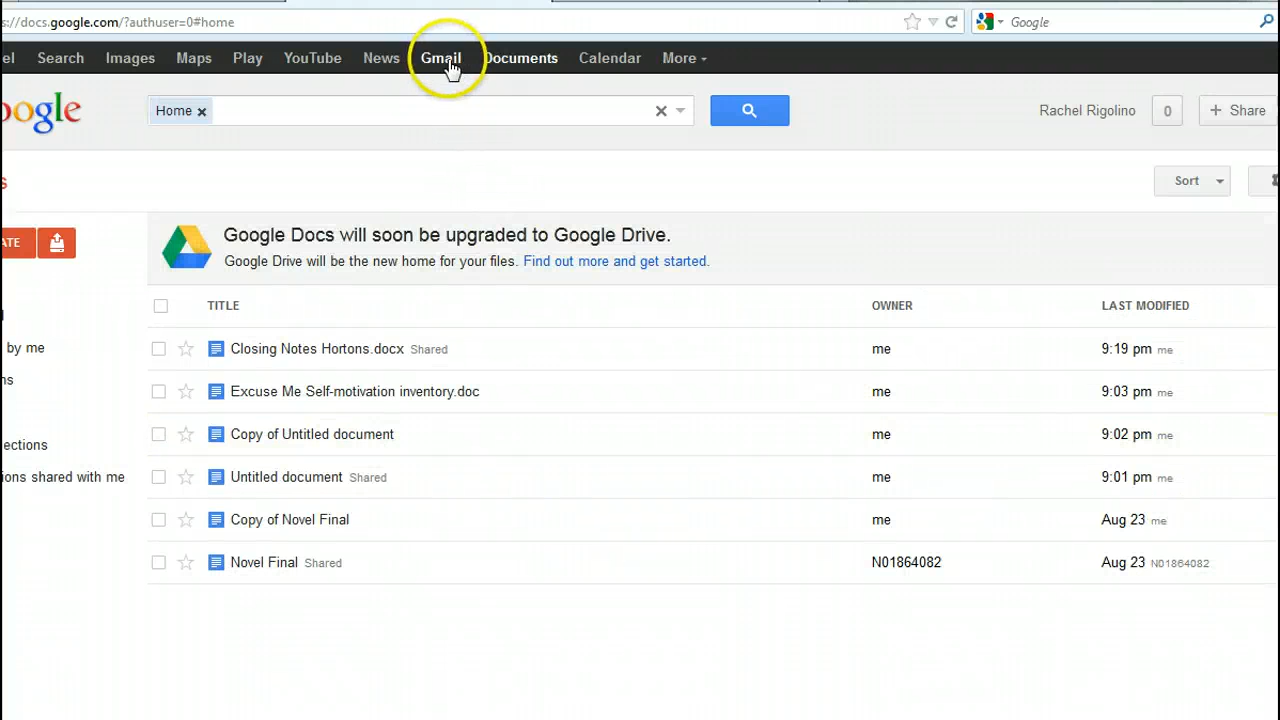 s://docs.google.com/?authuser=0#home Google
el Search Images Maps Play YouTube News Gmail Documents Calendar More
oogle Home Rachel Rigolino 0 + Share
s Sort
ATE Google Docs will soon be upgraded to Google Drive.
Google Drive will be the new home for your files. Find out more and get started.
TITLE OWNER LAST MODIFIED
by me Closing Notes Hortons.docx Shared me 9:19 pm me
ns Excuse Me Self-motivation inventory.doc me 9:03 pm me
ections Copy of Untitled document me 9:02 pm me
ions shared with me Untitled document Shared me 9:01 pm me
Copy of Novel Final me Aug 23 me
Novel Final Shared N01864082 Aug 23 N01864082